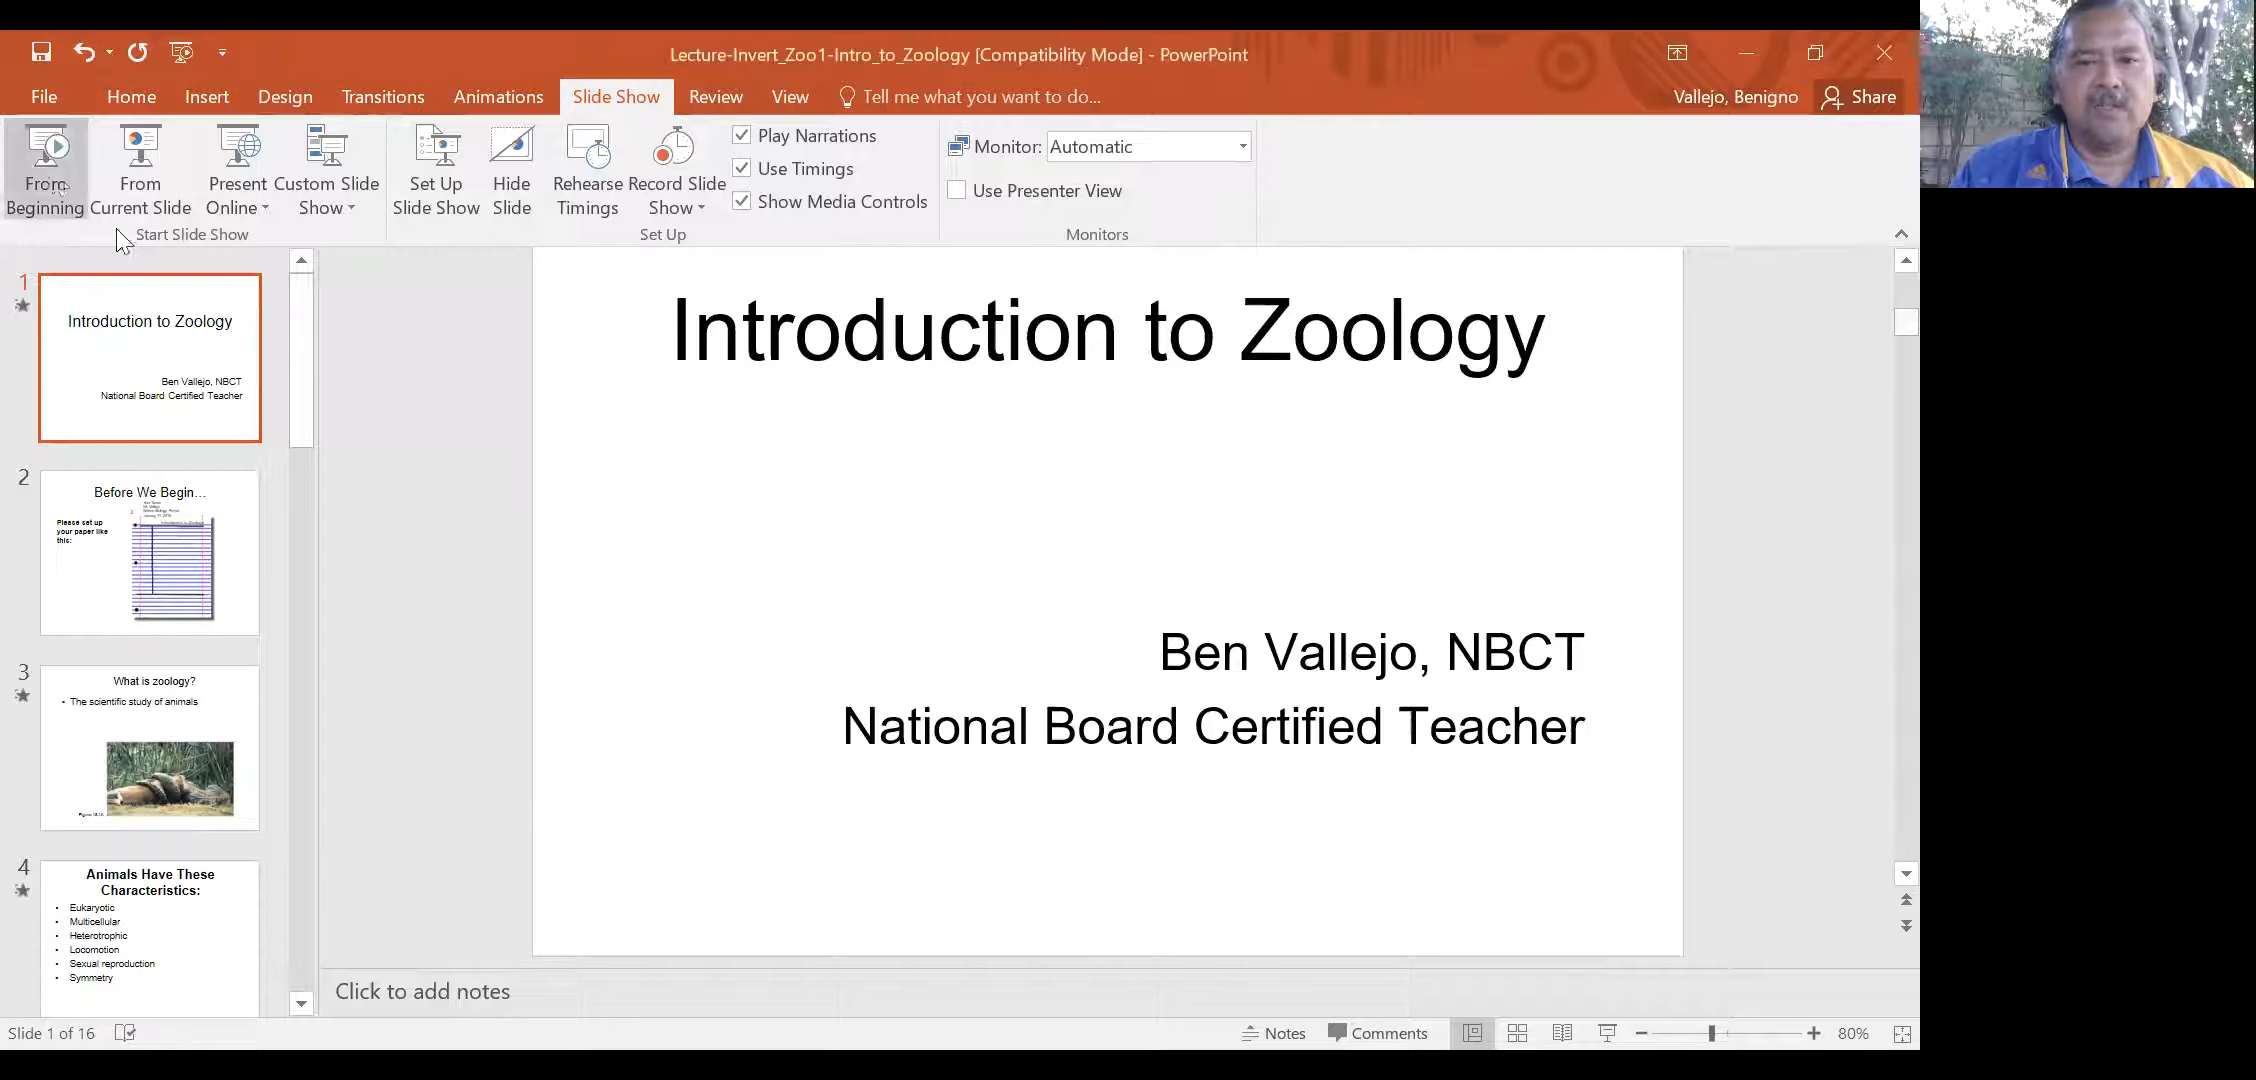 Lecture-Invert_Zoo1-Intro_to_Zoology [Compatibility Mode] - PowerPoint
File Home Insert Design Transitions Animations Slide Show Review View Tell me what you want to do... Vallejo, Benigno Share
From Beginning
From Current Slide
Present Online
Custom Slide Show
Start Slide Show
Set Up Slide Show
Hide Slide
Rehearse Timings
Record Slide Show
Play Narrations
Use Timings
Show Media Controls
Set Up
Monitor: Automatic
Use Presenter View
Monitors
1
Introduction to Zoology
Ben Vallejo, NBCT
National Board Certified Teacher
2
Before We Begin...
Please set up
your paper like
this:
3
What is zoology?
• The scientific study of animals
4
Animals Have These
Characteristics:
• Eukaryotic
• Multicellular
• Heterotrophic
• Locomotion
• Sexual reproduction
• Symmetry
Introduction to Zoology
Ben Vallejo, NBCT
National Board Certified Teacher
Click to add notes
Slide 1 of 16 Notes Comments 80%